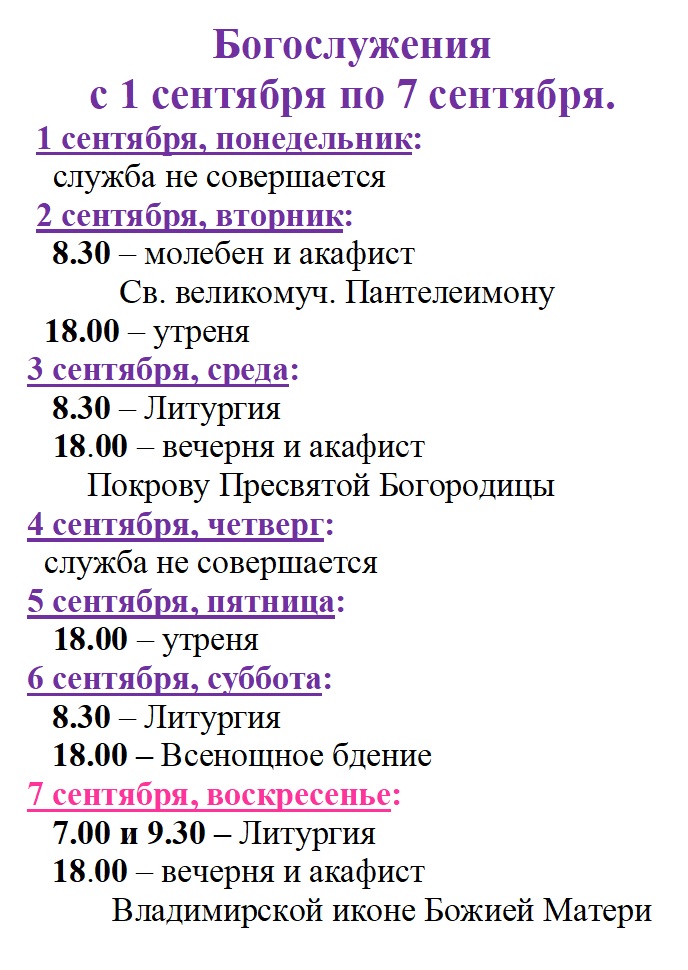 Богослужения
с 1 сентября по 7 сентября.
1 сентября, понедельник:
служба не совершается
2 сентября, вторник:
8.30 – молебен и акафист
Св. великомуч. Пантелеимону
18.00 – утреня
3 сентября, среда:
8.30 – Литургия
18.00 – вечерня и акафист
Покрову Пресвятой Богородицы
4 сентября, четверг:
служба не совершается
5 сентября, пятница:
18.00 – утреня
6 сентября, суббота:
8.30 – Литургия
18.00 – Всенощное бдение
7 сентября, воскресенье:
7.00 и 9.30 – Литургия
18.00 – вечерня и акафист
Владимирской иконе Божией Матери